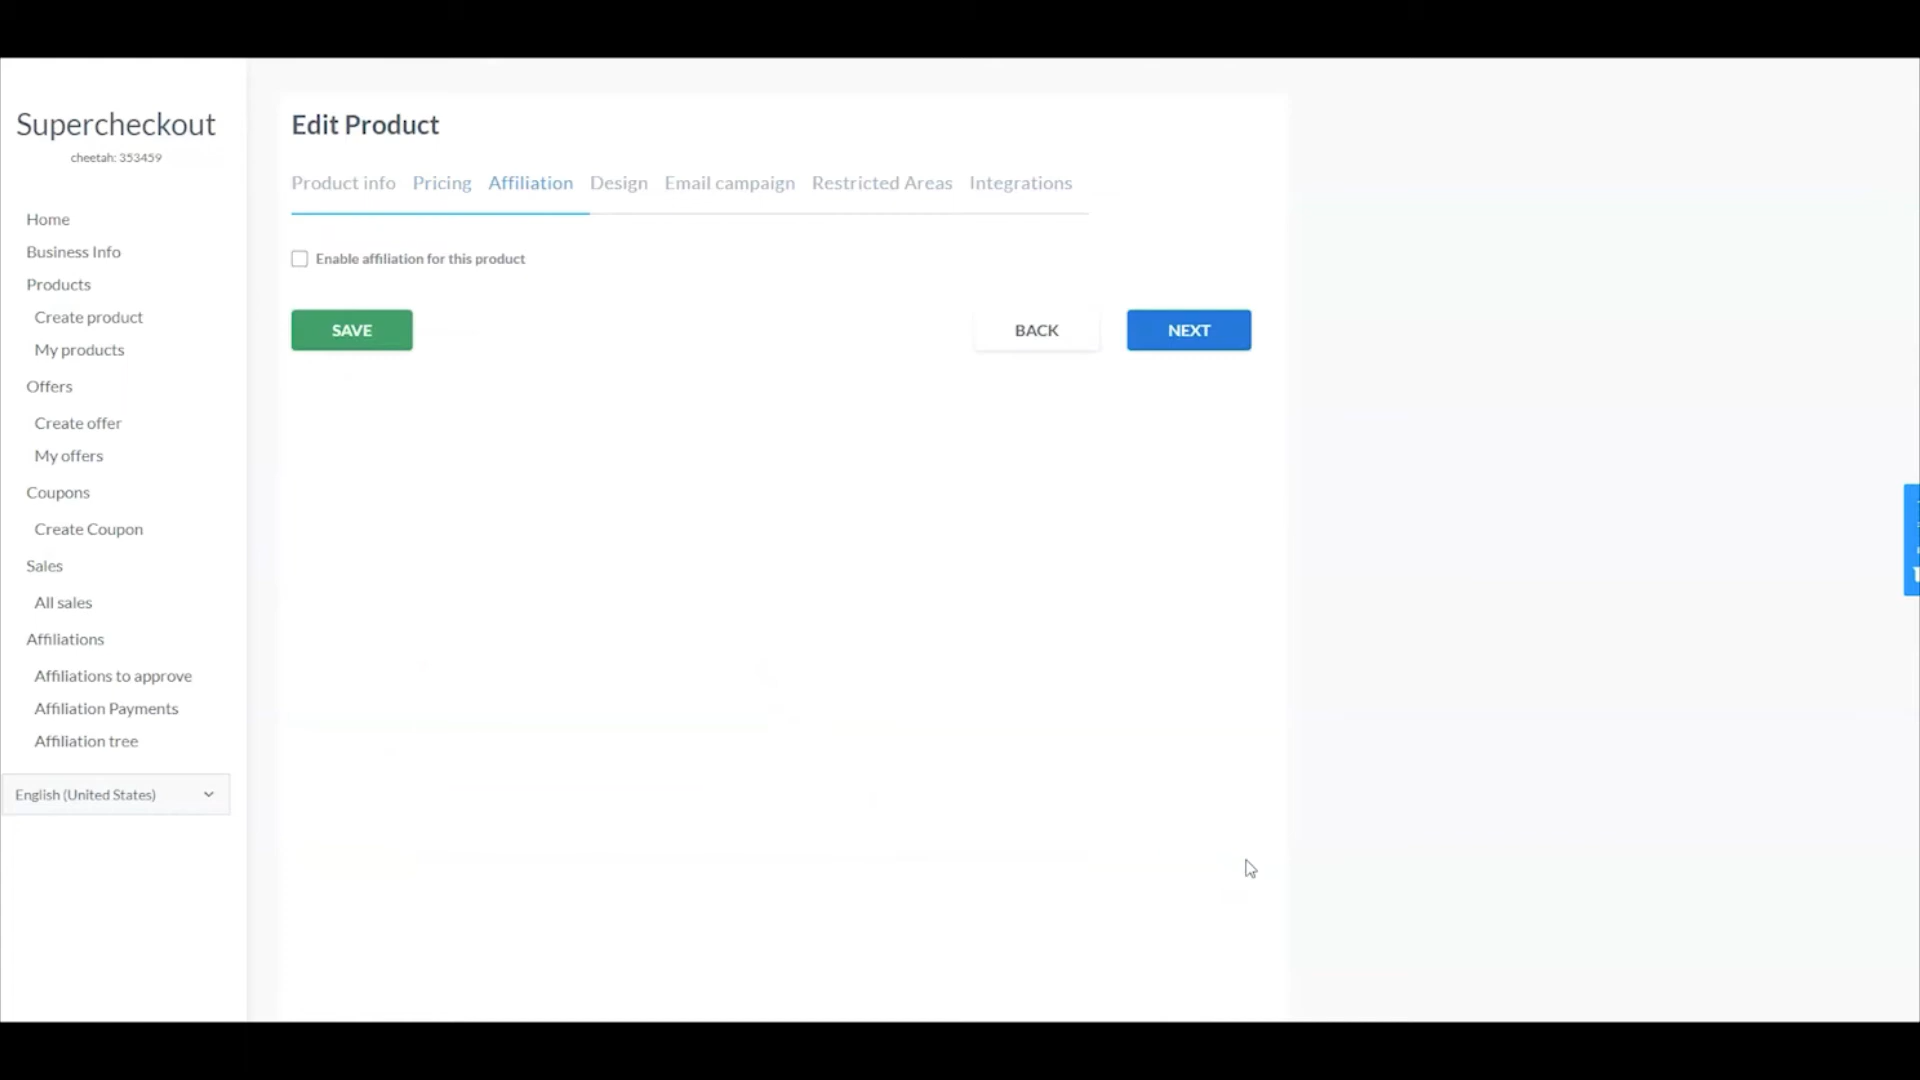 Supercheckout
cheetah: 353459
Home
Business Info
Products
Create product
My products
Offers
Create offer
My offers
Coupons
Create Coupon
Sales
All sales
Affiliations
Affiliations to approve
Affiliation Payments
Affiliation tree
English (United States)
Edit Product
Product info Pricing Affiliation Design Email campaign Restricted Areas Integrations
Enable affiliation for this product
SAVE BACK NEXT